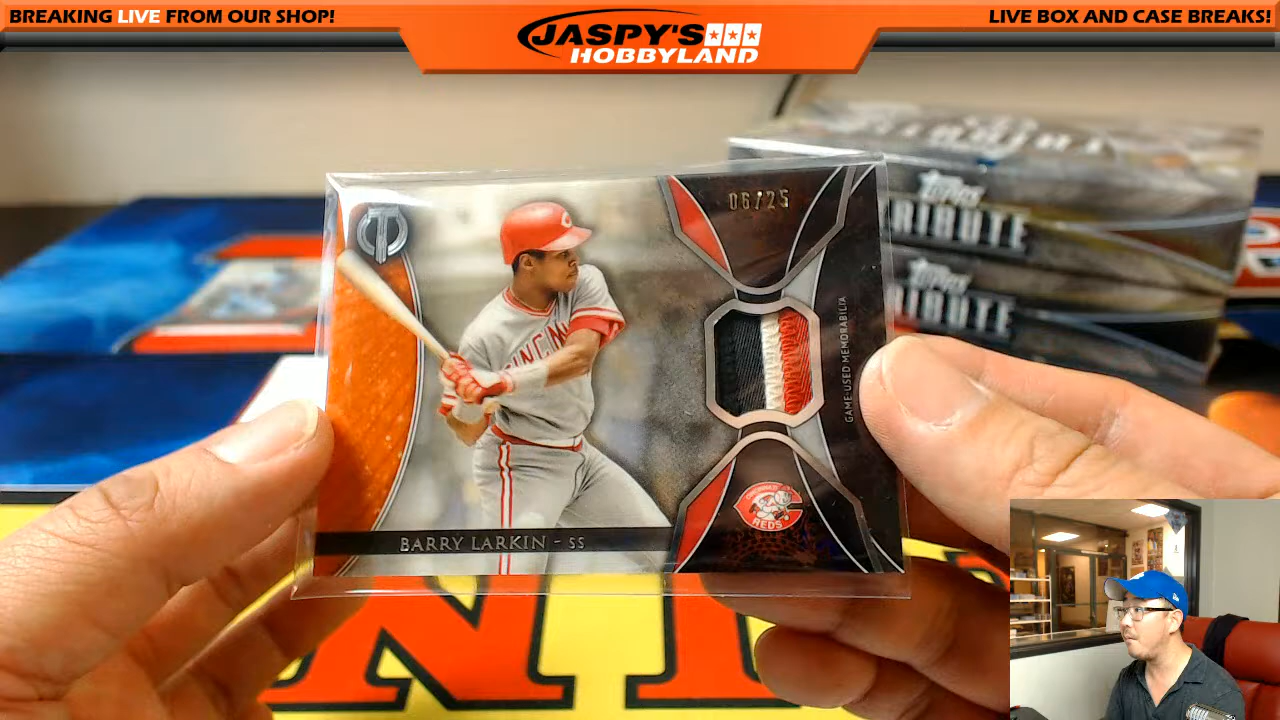 BREAKING LIVE FROM OUR SHOP!
JASPY'S
HOBBYLAND
LIVE BOX AND CASE BREAKS!
06/25
Topps
TRIBUTE
Topps
TRIBUTE
CINCIN
GAME-USED MEMORABILIA
REDS
BARRY LARKIN - SS